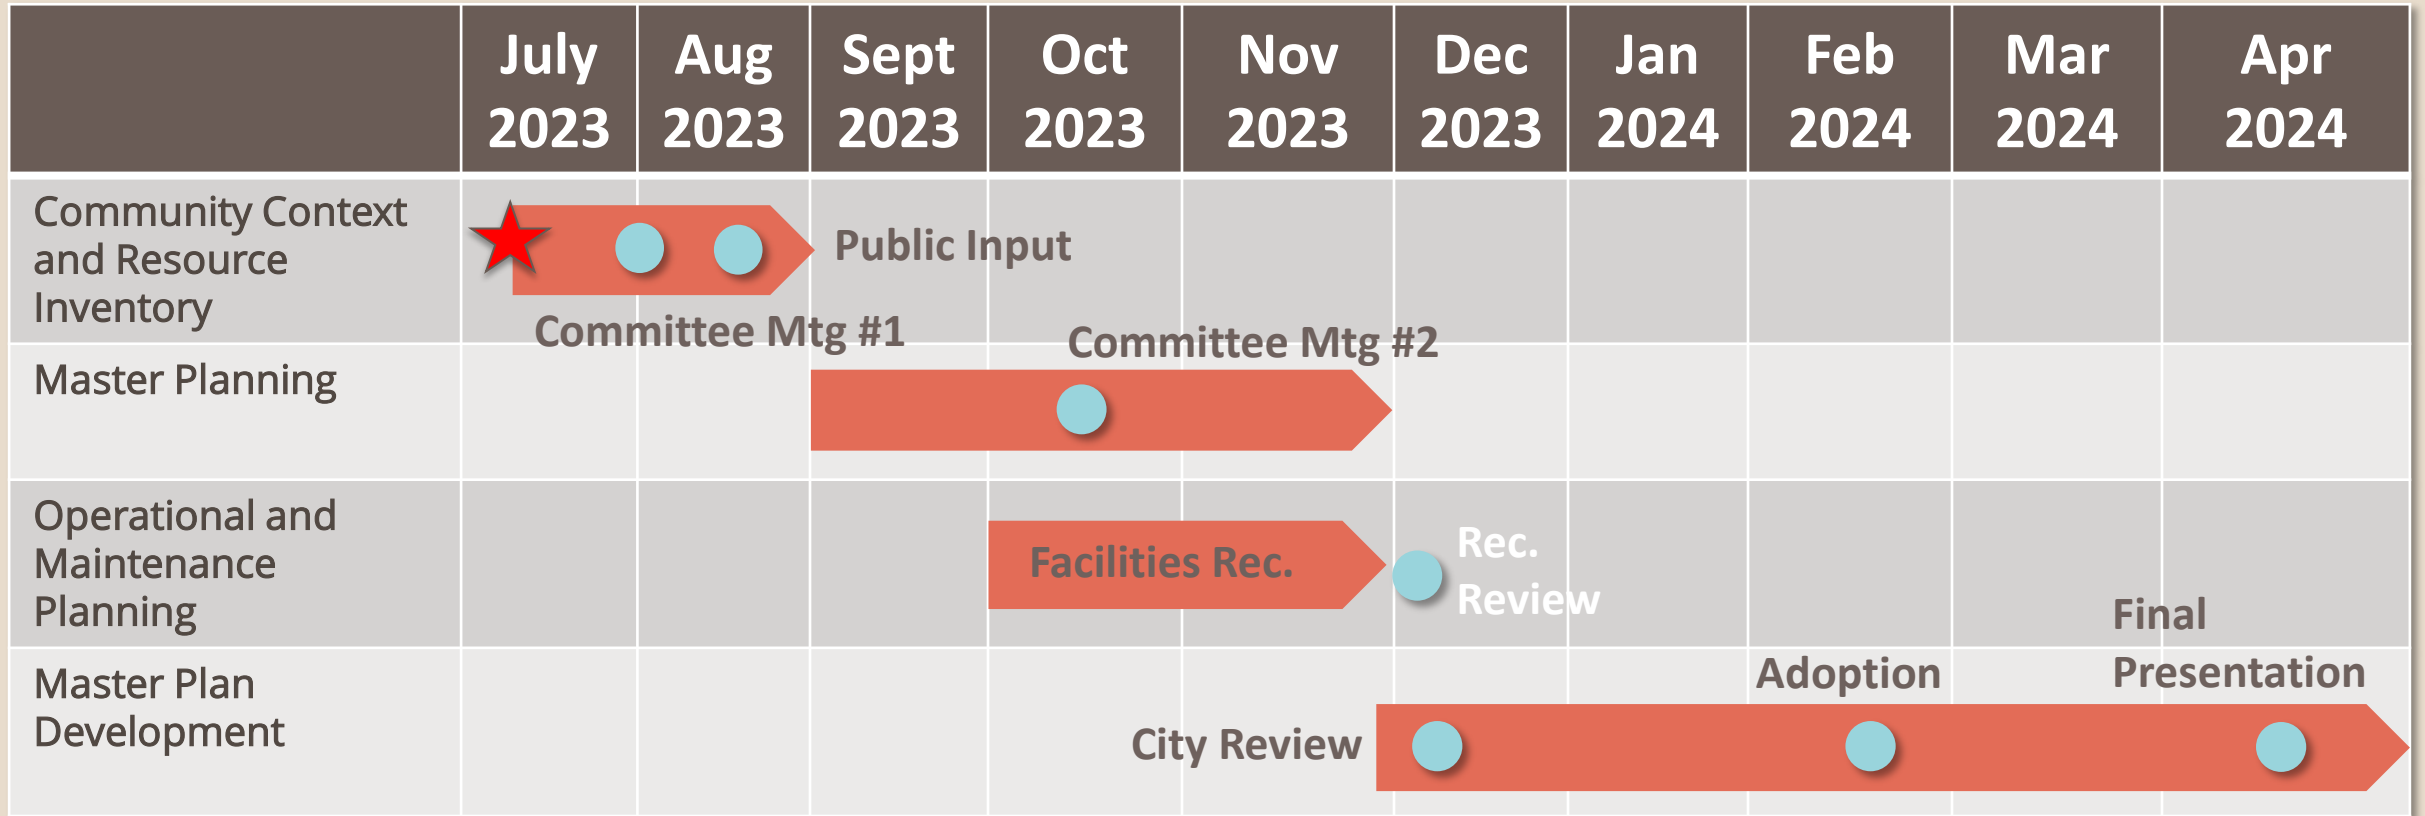 July Aug Sept Oct Nov Dec Jan Feb Mar Apr
2023 2023 2023 2023 2023 2023 2024 2024 2024 2024
Community Context
and Resource
Inventory
Public Input
Committee Mtg #1
Committee Mtg #2
Master Planning
Operational and
Maintenance
Planning
Facilities Rec.
Rec.
Review
Final
Presentation
Master Plan
Development
Adoption
City Review